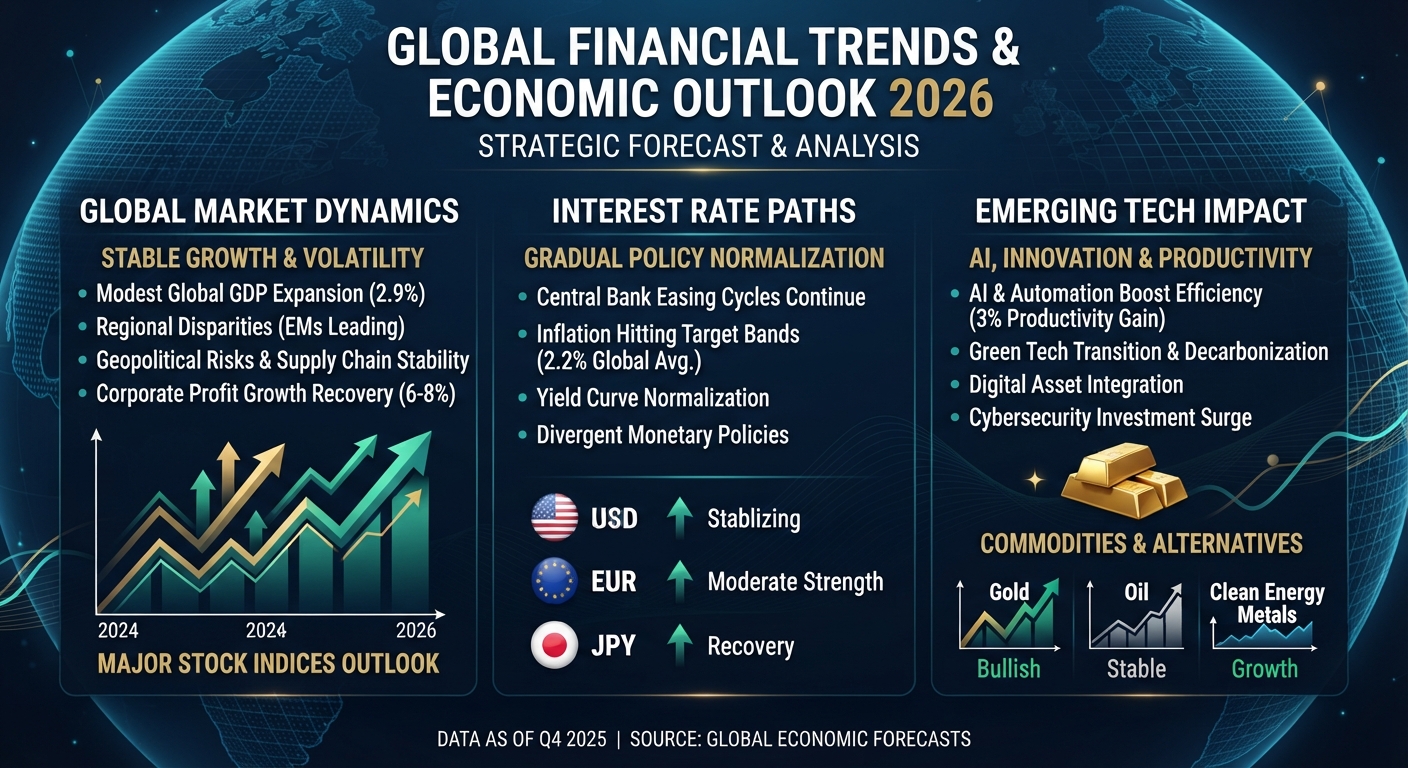 GLOBAL FINANCIAL TRENDS &
ECONOMIC OUTLOOK 2026
STRATEGIC FORECAST & ANALYSIS
GLOBAL MARKET DYNAMICS
STABLE GROWTH & VOLATILITY
• Modest Global GDP Expansion (2.9%)
• Regional Disparities (EMs Leading)
• Geopolitical Risks & Supply Chain Stability
• Corporate Profit Growth Recovery (6-8%)
2024 2024 2026
MAJOR STOCK INDICES OUTLOOK
INTEREST RATE PATHS
GRADUAL POLICY NORMALIZATION
• Central Bank Easing Cycles Continue
• Inflation Hitting Target Bands
(2.2% Global Avg.)
• Yield Curve Normalization
• Divergent Monetary Policies
USD Stablizing
EUR Moderate Strength
JPY Recovery
EMERGING TECH IMPACT
AI, INNOVATION & PRODUCTIVITY
• AI & Automation Boost Efficiency
(3% Productivity Gain)
• Green Tech Transition & Decarbonization
• Digital Asset Integration
• Cybersecurity Investment Surge
COMMODITIES & ALTERNATIVES
Gold
Bullish
Oil
Stable
Clean Energy
Metals
Growth
DATA AS OF Q4 2025 | SOURCE: GLOBAL ECONOMIC FORECASTS